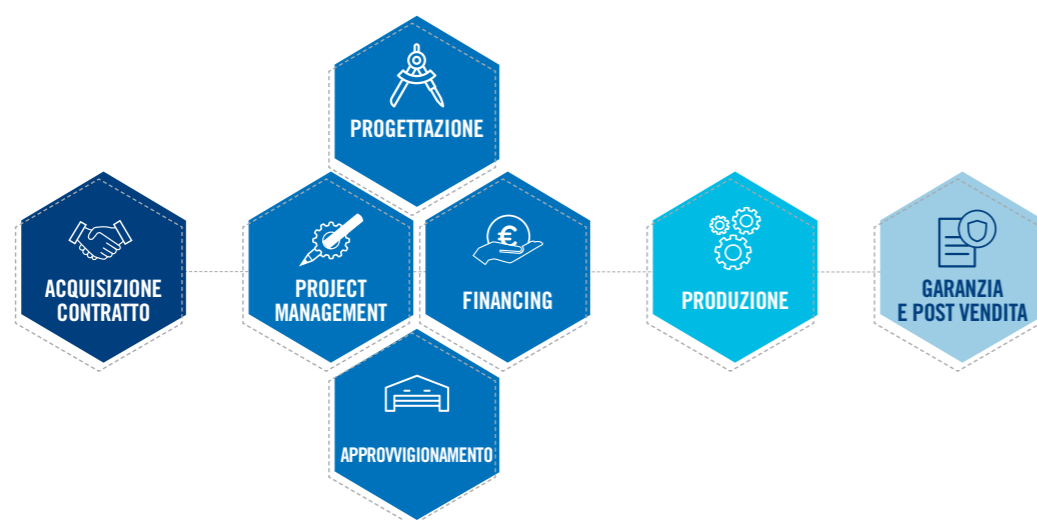 PROGETTAZIONE
ACQUISIZIONE
CONTRATTO
PROJECT
MANAGEMENT
€
FINANCING
PRODUZIONE
GARANZIA
E POST VENDITA
APPROVVIGIONAMENTO